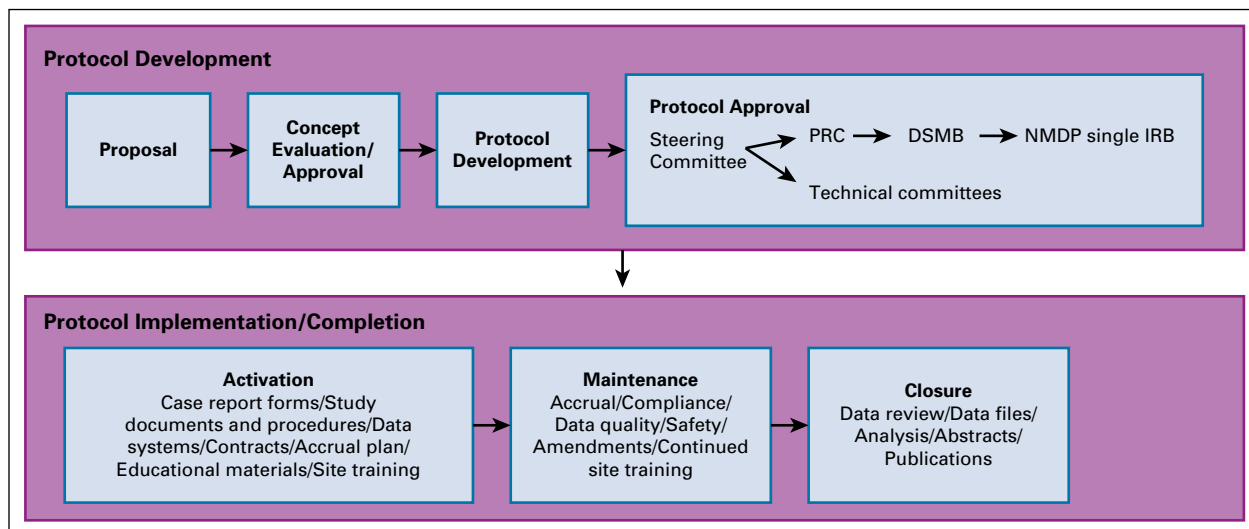 Protocol Development
Proposal
Concept
Evaluation/
Approval
Protocol
Development
Protocol Approval
Steering
Committee
PRC
DSMB
NMDP single IRB
Technical committees
Protocol Implementation/Completion
Activation
Case report forms/Study
documents and procedures/Data
systems/Contracts/Accrual plan/
Educational materials/Site training
Maintenance
Accrual/Compliance/
Data quality/Safety/
Amendments/Continued
site training
Closure
Data review/Data files/
Analysis/Abstracts/
Publications